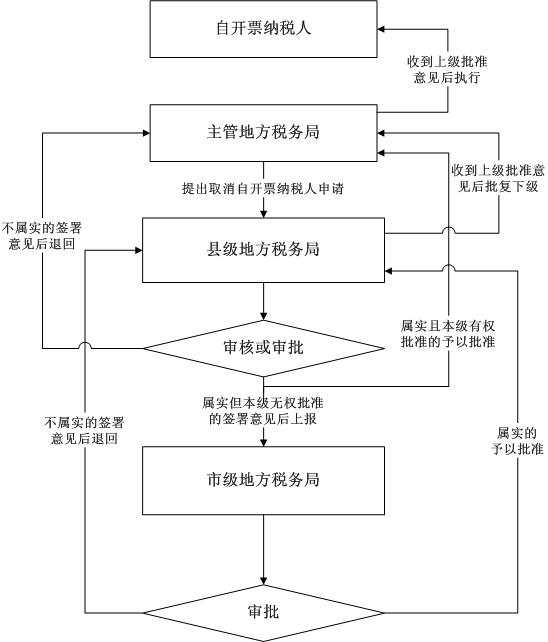 自开票纳税人
收到上级批准
意见后执行
主管地方税务局
收到上级批准意
见后批复下级
提出取消自开票纳税人申请
不属实的签署
意见后退回
县级地方税务局
属实且本级有权
批准的予以批准
审核或审批
属实但本级无权批准
的签署意见后上报
不属实的签署
意见后退回
属实的
予以批准
市级地方税务局
审批